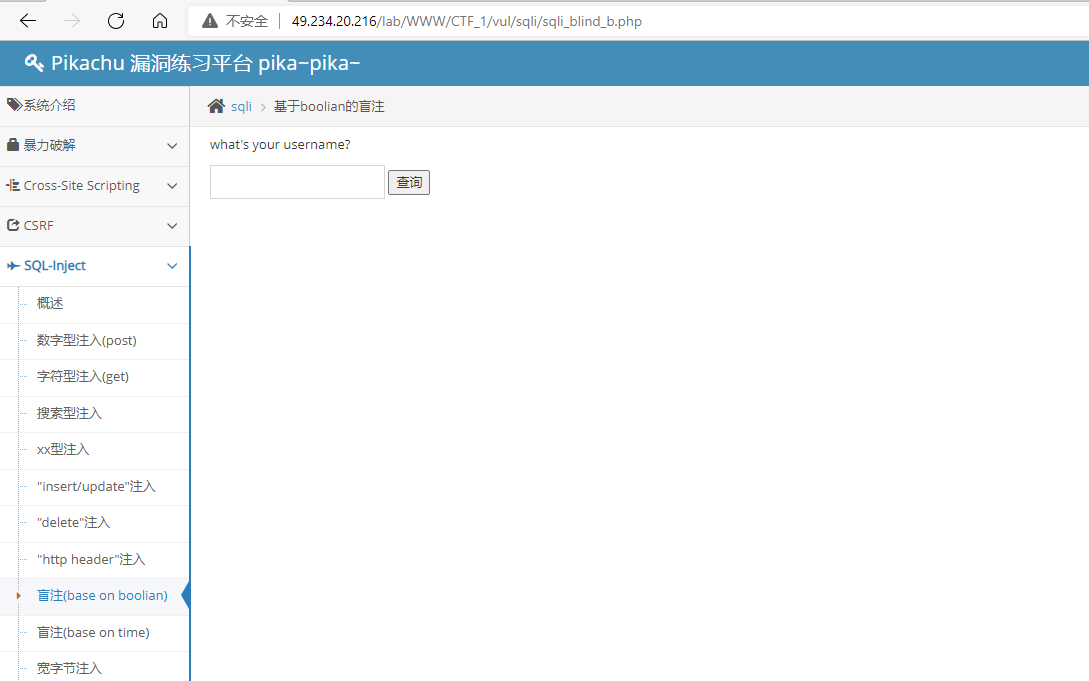 不安全 49.234.20.216/lab/WWW/CTF_1/vul/sqli/sqli_blind_b.php
Pikachu 漏洞练习平台 pika~pika~
系统介绍
暴力破解
Cross-Site Scripting
CSRF
SQL-Inject
概述
数字型注入(post)
字符型注入(get)
搜索型注入
xx型注入
"insert/update"注入
"delete"注入
"http header"注入
盲注(base on boolian)
盲注(base on time)
宽字节注入
sqli > 基于boolian的盲注
what's your username?
查询